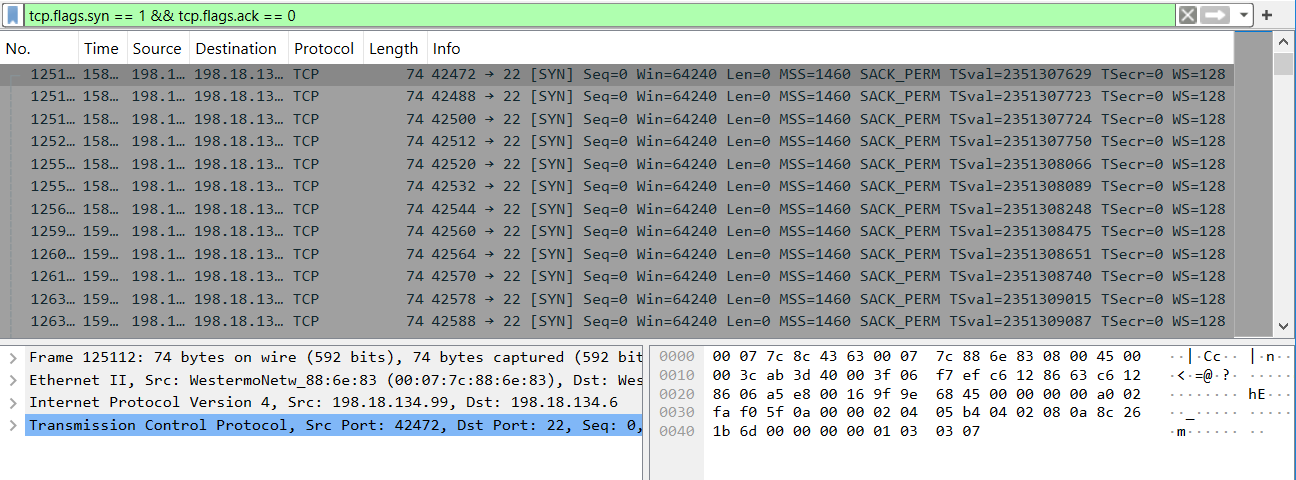 tcp.flags.syn == 1 && tcp.flags.ack == 0
No. Time Source Destination Protocol Length Info
1251… 158… 198.1… 198.18.13… TCP 74 42472 → 22 [SYN] Seq=0 Win=64240 Len=0 MSS=1460 SACK_PERM TSval=2351307629 TSecr=0 WS=128
1251… 158… 198.1… 198.18.13… TCP 74 42488 → 22 [SYN] Seq=0 Win=64240 Len=0 MSS=1460 SACK_PERM TSval=2351307723 TSecr=0 WS=128
1251… 158… 198.1… 198.18.13… TCP 74 42500 → 22 [SYN] Seq=0 Win=64240 Len=0 MSS=1460 SACK_PERM TSval=2351307724 TSecr=0 WS=128
1252… 158… 198.1… 198.18.13… TCP 74 42512 → 22 [SYN] Seq=0 Win=64240 Len=0 MSS=1460 SACK_PERM TSval=2351307750 TSecr=0 WS=128
1255… 158… 198.1… 198.18.13… TCP 74 42520 → 22 [SYN] Seq=0 Win=64240 Len=0 MSS=1460 SACK_PERM TSval=2351308066 TSecr=0 WS=128
1255… 158… 198.1… 198.18.13… TCP 74 42532 → 22 [SYN] Seq=0 Win=64240 Len=0 MSS=1460 SACK_PERM TSval=2351308089 TSecr=0 WS=128
1256… 158… 198.1… 198.18.13… TCP 74 42544 → 22 [SYN] Seq=0 Win=64240 Len=0 MSS=1460 SACK_PERM TSval=2351308248 TSecr=0 WS=128
1259… 159… 198.1… 198.18.13… TCP 74 42560 → 22 [SYN] Seq=0 Win=64240 Len=0 MSS=1460 SACK_PERM TSval=2351308475 TSecr=0 WS=128
1260… 159… 198.1… 198.18.13… TCP 74 42564 → 22 [SYN] Seq=0 Win=64240 Len=0 MSS=1460 SACK_PERM TSval=2351308651 TSecr=0 WS=128
1261… 159… 198.1… 198.18.13… TCP 74 42570 → 22 [SYN] Seq=0 Win=64240 Len=0 MSS=1460 SACK_PERM TSval=2351308740 TSecr=0 WS=128
1263… 159… 198.1… 198.18.13… TCP 74 42578 → 22 [SYN] Seq=0 Win=64240 Len=0 MSS=1460 SACK_PERM TSval=2351309015 TSecr=0 WS=128
1263… 159… 198.1… 198.18.13… TCP 74 42588 → 22 [SYN] Seq=0 Win=64240 Len=0 MSS=1460 SACK_PERM TSval=2351309087 TSecr=0 WS=128
Frame 125112: 74 bytes on wire (592 bits), 74 bytes captured (592 bit
Ethernet II, Src: WestermoNetw_88:6e:83 (00:07:7c:88:6e:83), Dst: Wes
Internet Protocol Version 4, Src: 198.18.134.99, Dst: 198.18.134.6
Transmission Control Protocol, Src Port: 42472, Dst Port: 22, Seq: 0,
0000 00 07 7c 8c 43 63 00 07 7c 88 6e 83 08 00 45 00 ··|·Cc·· |·n···E·
0010 00 3c ab 3d 40 00 3f 06 f7 ef c6 12 86 63 c6 12 ·<·=@·?· ·····c··
0020 86 06 a5 e8 00 16 9f 9e 68 45 00 00 00 00 a0 02 ········ hE······
0030 fa f0 5f 0a 00 00 02 04 05 b4 04 02 08 0a 8c 26 ··_····· ·······&
0040 1b 6d 00 00 00 00 01 03 03 07 ·m······ ··